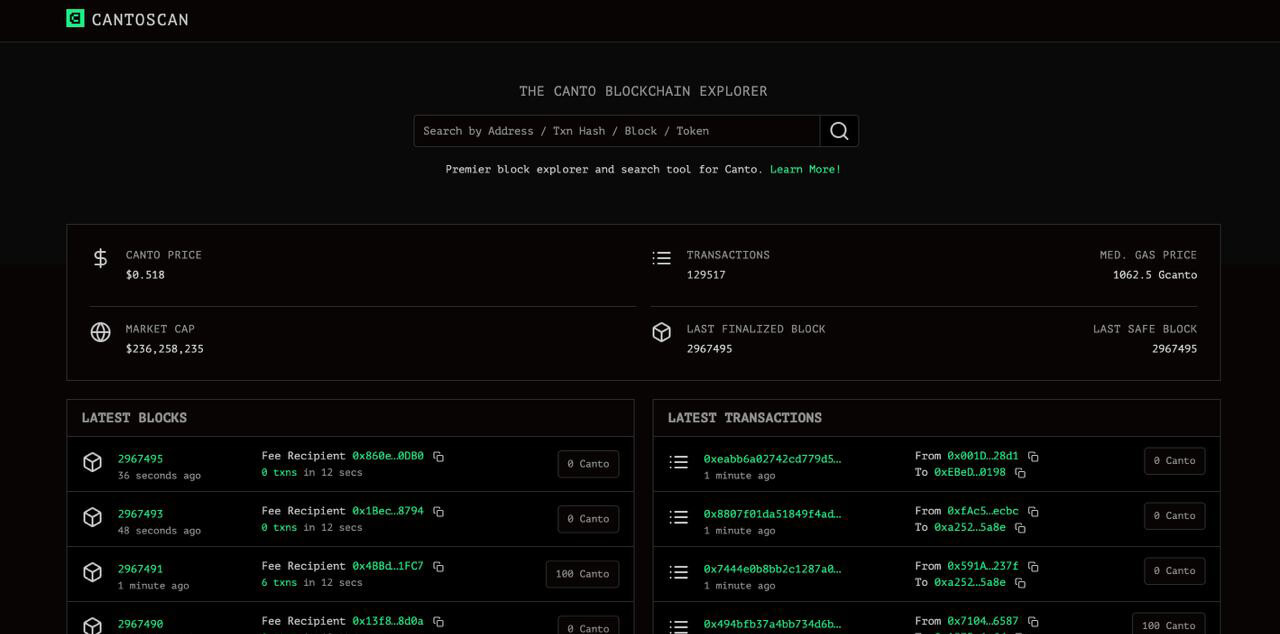 CANTOSCAN
THE CANTO BLOCKCHAIN EXPLORER
Search by Address / Txn Hash / Block / Token
Premier block explorer and search tool for Canto. Learn More!
CANTO PRICE
$0.518
TRANSACTIONS
129517
MED. GAS PRICE
1062.5 Gcanto
MARKET CAP
$236,258,235
LAST FINALIZED BLOCK
2967495
LAST SAFE BLOCK
2967495
LATEST BLOCKS
2967495
36 seconds ago
Fee Recipient 0x860e…0DB0
0 txns in 12 secs
0 Canto
2967493
48 seconds ago
Fee Recipient 0x1Bec…8794
0 txns in 12 secs
0 Canto
2967491
1 minute ago
Fee Recipient 0x4BBd…1FC7
6 txns in 12 secs
100 Canto
2967490
Fee Recipient 0x13f8…8d0a
0 Canto
LATEST TRANSACTIONS
0xeabb6a02742cd779d5…
1 minute ago
From 0x001D…28d1
To 0xEBeD…0198
0 Canto
0x8807f01da51849f4ad…
1 minute ago
From 0xfAc5…ecbc
To 0xa252…5a8e
0 Canto
0x7444e0b8bb2c1287a0…
1 minute ago
From 0x591A…237f
To 0xa252…5a8e
0 Canto
0x494bfb37a4bb734d6b…
From 0x7104…6587
100 Canto